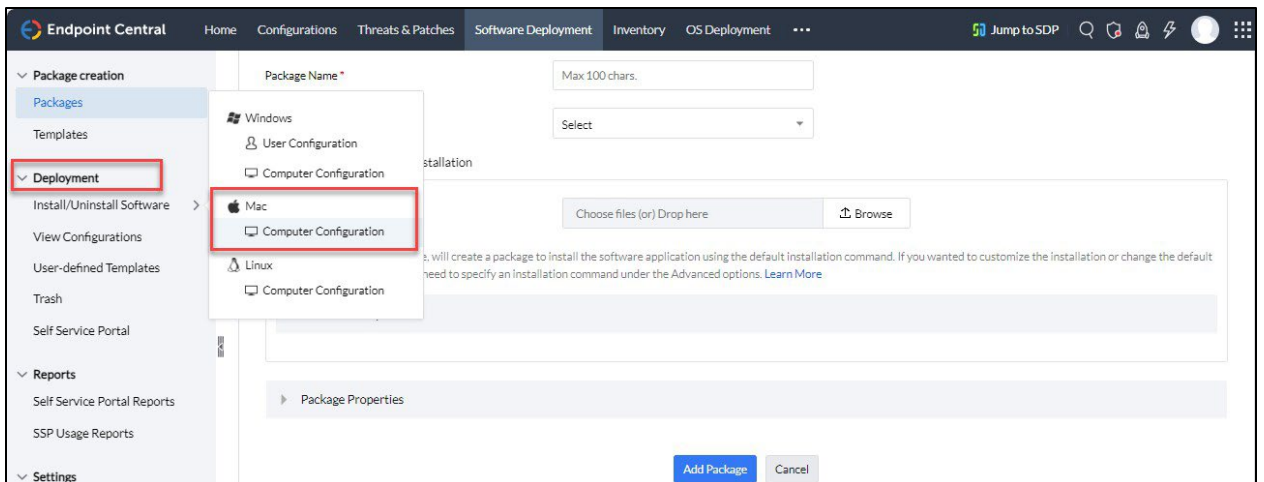 Endpoint Central
Home Configurations Threats & Patches Software Deployment Inventory OS Deployment ••• Jump to SDP
Package creation
Packages
Templates
Deployment
Install/Uninstall Software >
View Configurations
User-defined Templates
Trash
Self Service Portal
Reports
Self Service Portal Reports
SSP Usage Reports
Settings
Windows
User Configuration
Computer Configuration
Mac
Computer Configuration
Linux
Computer Configuration
Package Name *
Max 100 chars.
Select
stallation
Choose files (or) Drop here Browse
, will create a package to install the software application using the default installation command. If you wanted to customize the installation or change the default
need to specify an installation command under the Advanced options. Learn More
Package Properties
Add Package Cancel